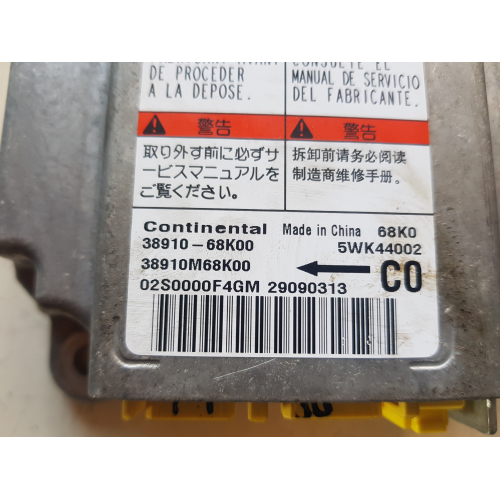 DE PROCÉDER
À LA DÉPOSE.
CONSULTE EL
MANUAL DE SERVICIO
DEL FABRICANTE.
警告
取り外す前に必ずサ
ービスマニュアルを
ご覧ください。
警告
拆卸前请务必阅读
制造商维修手册.
Continental Made in China 68K0
38910-68K00 5WK44002
38910M68K00 C0
02S0000F4GM 29090313